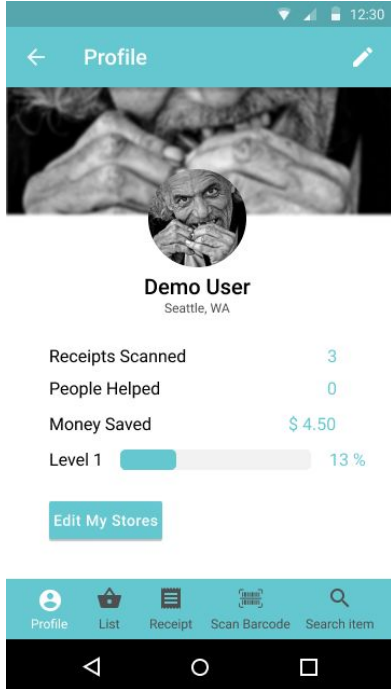 12:30
Profile
Demo User
Seattle, WA
Receipts Scanned 3
People Helped 0
Money Saved $ 4.50
Level 1 13 %
Edit My Stores
Profile List Receipt Scan Barcode Search item